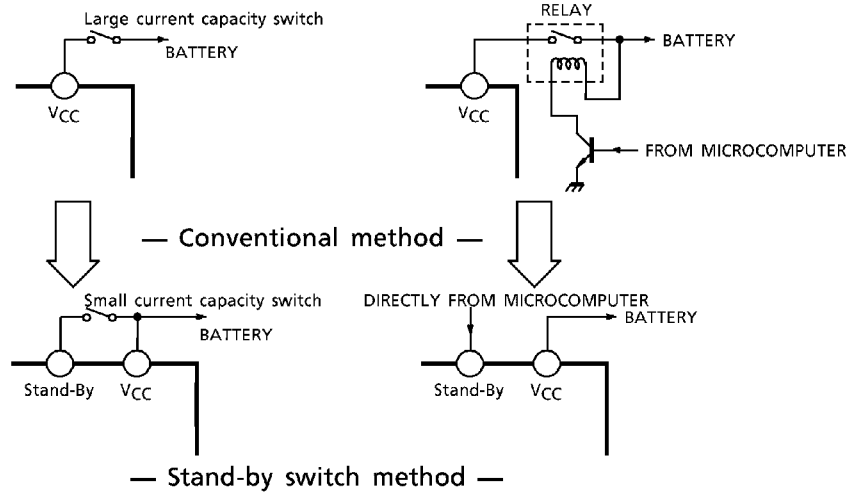 Large current capacity switch
BATTERY
VCC
RELAY
BATTERY
VCC
FROM MICROCOMPUTER
— Conventional method —
Small current capacity switch
BATTERY
Stand-By
VCC
DIRECTLY FROM MICROCOMPUTER
BATTERY
Stand-By
VCC
— Stand-by switch method —